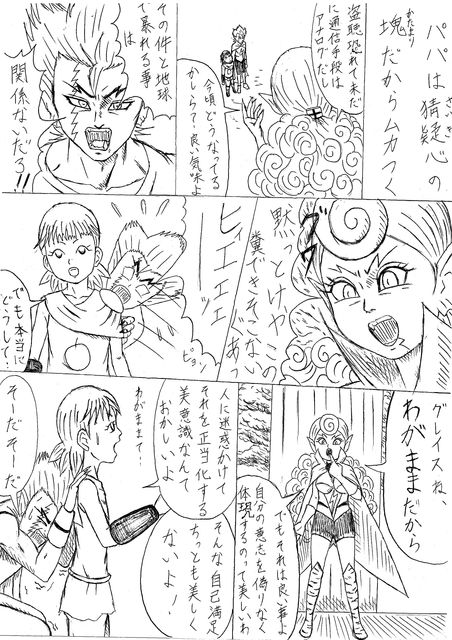 パパは猜疑心の
さいぎ
塊だからムカつく
かたまり
盗聴恐れて未だ
に通信手段は
アナログだし
今頃どうなってる
かしらて〜良い気味よ
その件と地球
で暴れる事
は
関係ないだろ!!
黙っとけやこの
糞できそこない
があっ
ビエエエーッ
ピョン
でも本当に
どうして?
グレイスね、
わがままだから
でもそれは良い事よ
自分の意志を偽りなく
体現するのって美しいわ
わがままて?
人に迷惑かけて
それを正当化する
美意識なんて
おかしいよ
そんな自己満足
ちっとも美しく
ないよ!
そーだそーだ